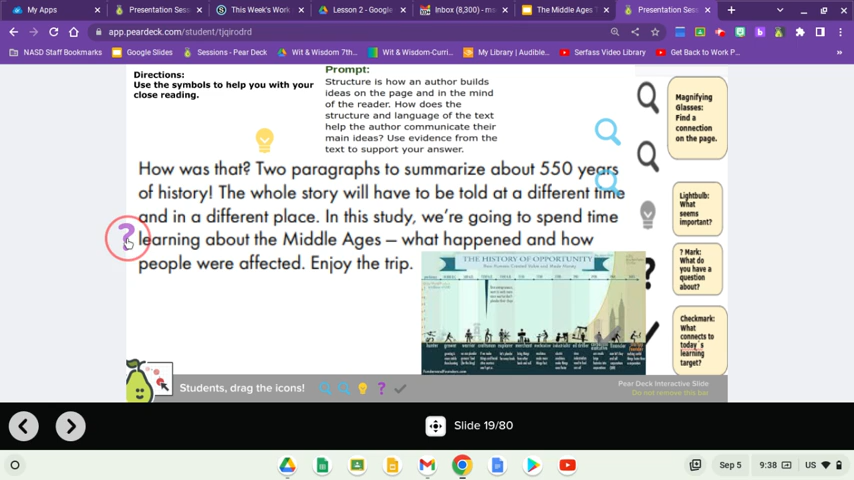 My Apps
Presentation Sess
This Week's Work
Lesson 2 - Google
Inbox (8,300) - ms
The Middle Ages
Presentation Sess
app.peardeck.com/student/tjqirodrd
NASD Staff Bookmarks
Google Slides
Sessions - Pear Deck
Wit & Wisdom 7th...
Wit & Wisdom-Curri...
My Library | Audible...
Serfass Video Library
Get Back to Work P...
Directions:
Use the symbols to help you with your
close reading.
Prompt:
Structure is how an author builds
ideas on the page and in the mind
of the reader. How does the
structure and language of the text
help the author communicate their
main ideas? Use evidence from the
text to support your answer.
How was that? Two paragraphs to summarize about 550 years
of history! The whole story will have to be told at a different time
and in a different place. In this study, we're going to spend time
learning about the Middle Ages – what happened and how
people were affected. Enjoy the trip.
THE HISTORY OF OPPORTUNITY
Magnifying
Glasses:
Find a
connection
on the page.
Lightbulb:
What
seems
important?
? Mark:
What do
you have a
question
about?
Checkmark:
What
connects to
today's
learning
target?
Students, drag the icons!
Pear Deck Interactive Slide
Do not remove this bar
Slide 19/80
Sep 5
9:38
US